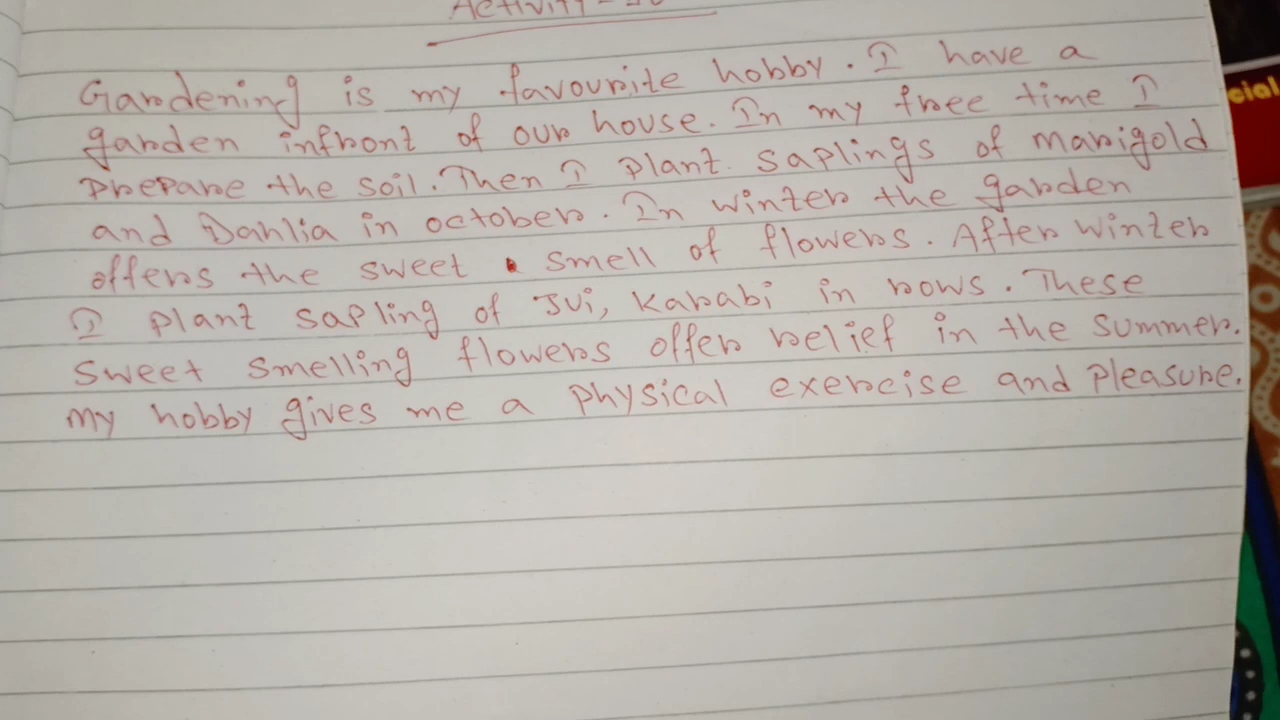 Activity -
Gardening is my favourite hobby. I have a
garden infront of our house. In my free time I
prepare the soil. Then I plant saplings of marigold
and Dahlia in october. In winter the garden
offers the sweet smell of flowers. After winter
I plant sapling of Jui, Karabi in rows. These
sweet smelling flowers offer relief in the summer.
my hobby gives me a physical exercise and pleasure.
cial